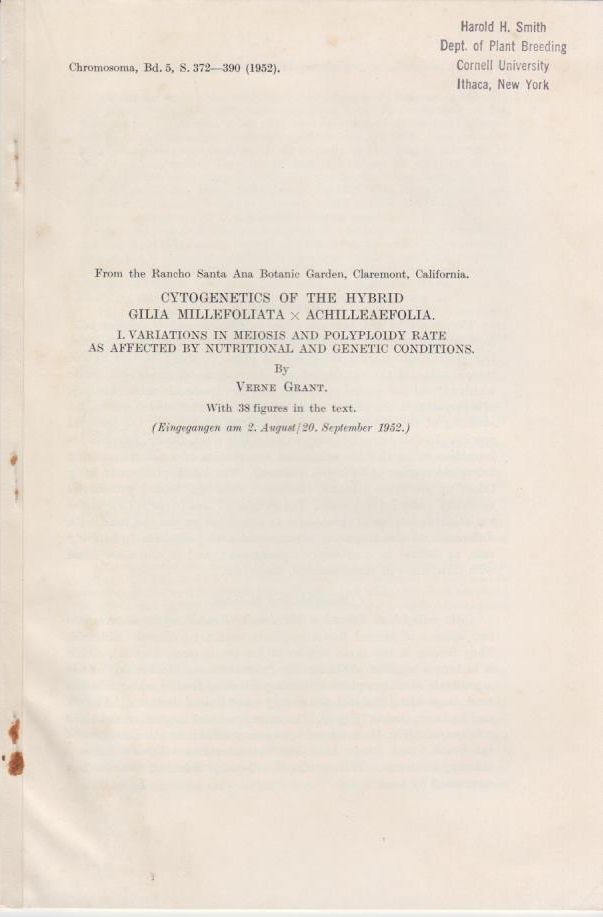 Harold H. Smith
Dept. of Plant Breeding
Cornell University
Ithaca, New York
Chromosoma, Bd. 5, S. 372—390 (1952).
From the Rancho Santa Ana Botanic Garden, Claremont, California.
CYTOGENETICS OF THE HYBRID
GILIA MILLEFOLIATA × ACHILLEAEFOLIA.
I. VARIATIONS IN MEIOSIS AND POLYPLOIDY RATE
AS AFFECTED BY NUTRITIONAL AND GENETIC CONDITIONS.
By
VERNE GRANT.
With 38 figures in the text.
(Eingegangen am 2. August/20. September 1952.)